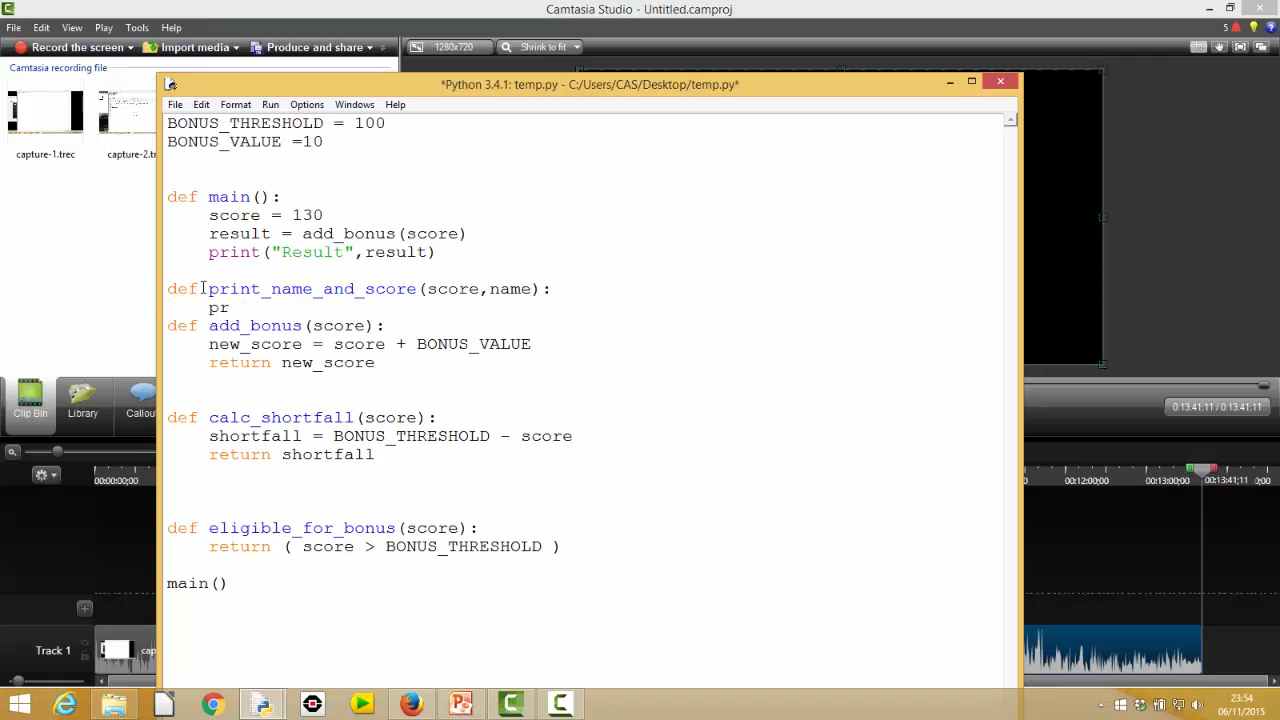 Camtasia Studio - Untitled.camproj
File Edit View Play Tools Help
5
Record the screen Import media Produce and share 1280x720 Shrink to fit
Camtasia recording file
capture-1.trec capture-2.tr
*Python 3.4.1: temp.py - C:/Users/CAS/Desktop/temp.py*
File Edit Format Run Options Windows Help
BONUS_THRESHOLD = 100
BONUS_VALUE =10
def main():
score = 130
result = add_bonus(score)
print("Result",result)
def print_name_and_score(score,name):
pr
def add_bonus(score):
new_score = score + BONUS_VALUE
return new_score
def calc_shortfall(score):
shortfall = BONUS_THRESHOLD - score
return shortfall
def eligible_for_bonus(score):
return ( score > BONUS_THRESHOLD )
main()
Clip Bin Library Callou
0:13:41;11 / 0:13:41;11
00:00:00;00 00:12:00;00 00:13:00;00 00:13:41;11 ;00
Track 1 cap
23:54
06/11/2015